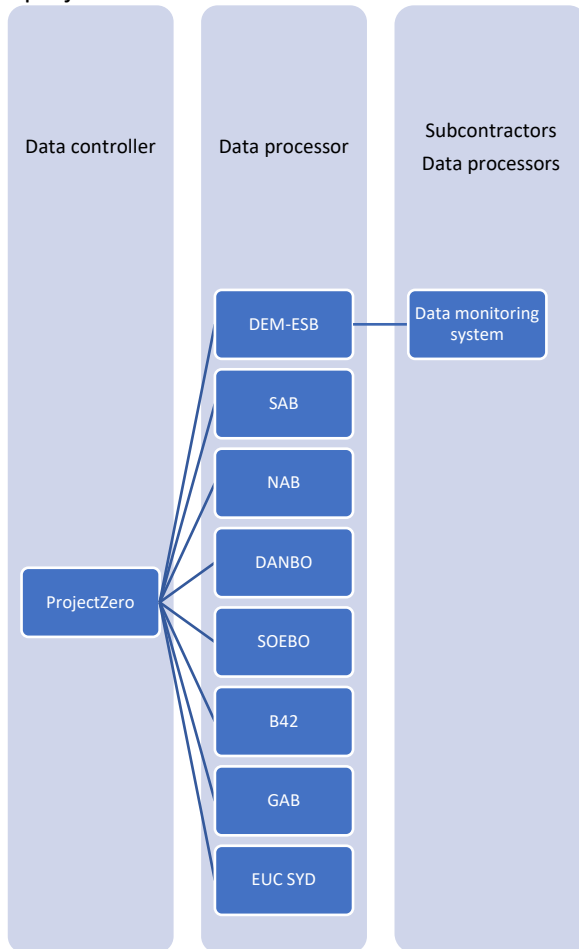 Data controller
Data processor
Subcontractors
Data processors
DEM-ESB
Data monitoring
system
SAB
NAB
DANBO
ProjectZero
SOEBO
B42
GAB
EUC SYD